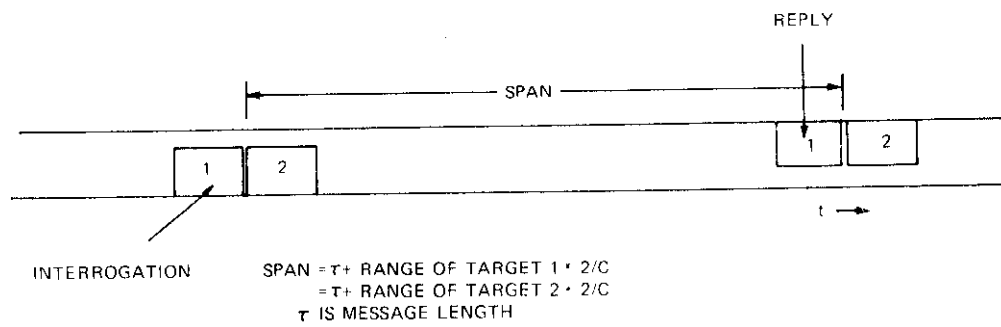 REPLY
SPAN
1 2 1 2
t
INTERROGATION
SPAN = τ+ RANGE OF TARGET 1 · 2/C
= τ+ RANGE OF TARGET 2 · 2/C
τ IS MESSAGE LENGTH